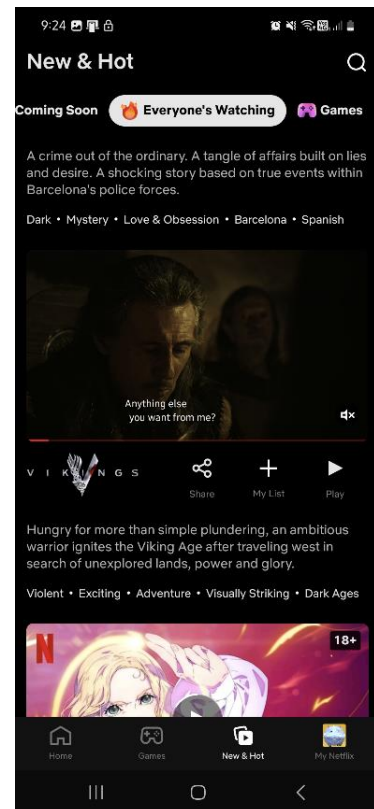 9:24
New & Hot
Coming Soon
Everyone's Watching
Games
A crime out of the ordinary. A tangle of affairs built on lies
and desire. A shocking story based on true events within
Barcelona's police forces.
Dark • Mystery • Love & Obsession • Barcelona • Spanish
Anything else
you want from me?
VIKINGS
Share
My List
Play
Hungry for more than simple plundering, an ambitious
warrior ignites the Viking Age after traveling west in
search of unexplored lands, power and glory.
Violent • Exciting • Adventure • Visually Striking • Dark Ages
N
18+
Home
Games
New & Hot
My Netflix